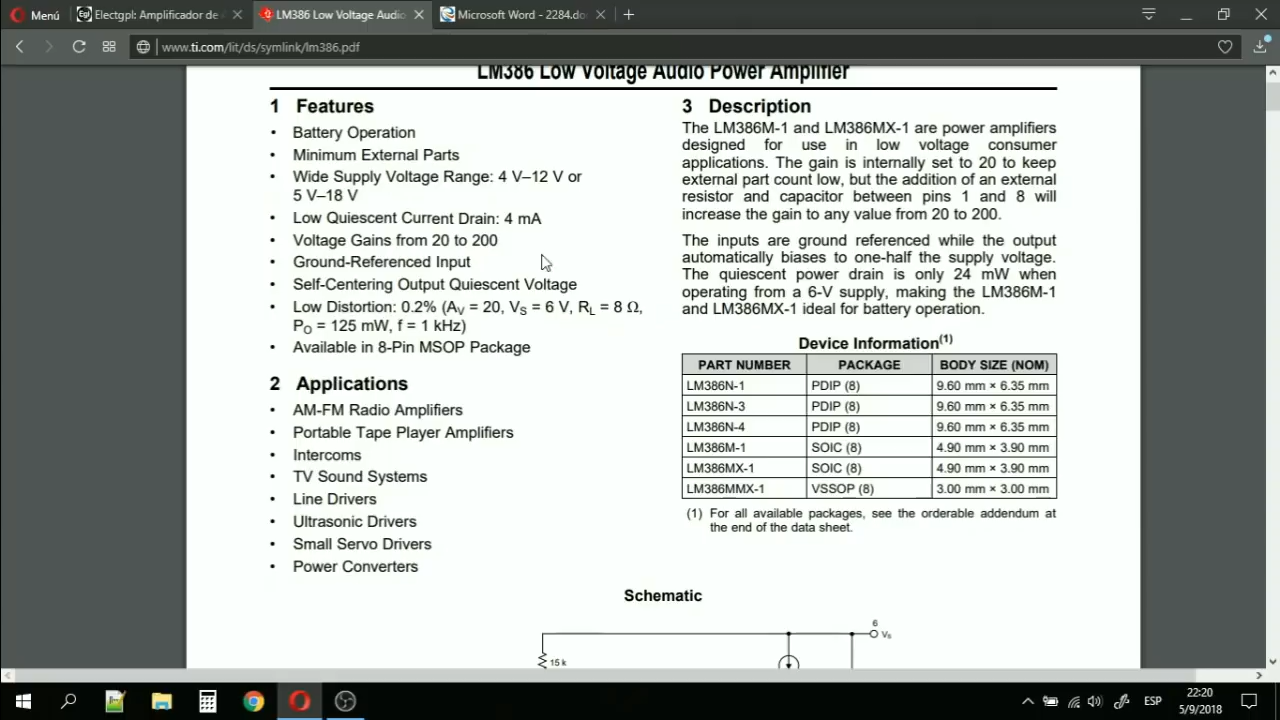 Menú
Electgpl: Amplificador de
LM386 Low Voltage Audio
Microsoft Word - 2284.do
www.ti.com/lit/ds/symlink/lm386.pdf
LM386 Low Voltage Audio Power Amplifier
1 Features
• Battery Operation
• Minimum External Parts
• Wide Supply Voltage Range: 4 V–12 V or
5 V–18 V
• Low Quiescent Current Drain: 4 mA
• Voltage Gains from 20 to 200
• Ground-Referenced Input
• Self-Centering Output Quiescent Voltage
• Low Distortion: 0.2% (AV = 20, VS = 6 V, RL = 8 Ω,
PO = 125 mW, f = 1 kHz)
• Available in 8-Pin MSOP Package
2 Applications
• AM-FM Radio Amplifiers
• Portable Tape Player Amplifiers
• Intercoms
• TV Sound Systems
• Line Drivers
• Ultrasonic Drivers
• Small Servo Drivers
• Power Converters
3 Description
The LM386M-1 and LM386MX-1 are power amplifiers
designed for use in low voltage consumer
applications. The gain is internally set to 20 to keep
external part count low, but the addition of an external
resistor and capacitor between pins 1 and 8 will
increase the gain to any value from 20 to 200.
The inputs are ground referenced while the output
automatically biases to one-half the supply voltage.
The quiescent power drain is only 24 mW when
operating from a 6-V supply, making the LM386M-1
and LM386MX-1 ideal for battery operation.
Device Information(1)
PART NUMBER PACKAGE BODY SIZE (NOM)
LM386N-1 PDIP (8) 9.60 mm × 6.35 mm
LM386N-3 PDIP (8) 9.60 mm × 6.35 mm
LM386N-4 PDIP (8) 9.60 mm × 6.35 mm
LM386M-1 SOIC (8) 4.90 mm × 3.90 mm
LM386MX-1 SOIC (8) 4.90 mm × 3.90 mm
LM386MMX-1 VSSOP (8) 3.00 mm × 3.00 mm
(1) For all available packages, see the orderable addendum at
the end of the data sheet.
Schematic
6
VS
15 k
ESP
22:20
5/9/2018